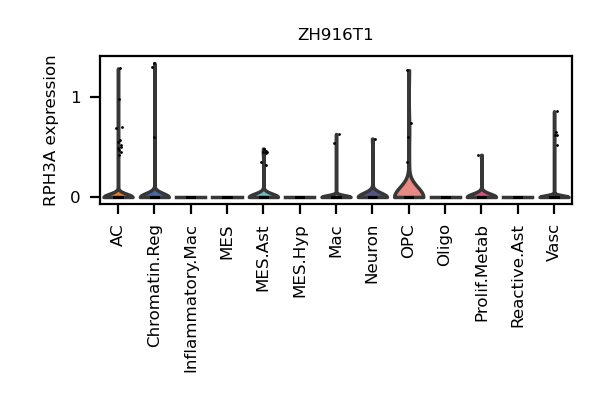 ZH916T1
RPH3A expression
1
0
AC
Chromatin.Reg
Inflammatory.Mac
MES
MES.Ast
MES.Hyp
Mac
Neuron
OPC
Oligo
Prolif.Metab
Reactive.Ast
Vasc